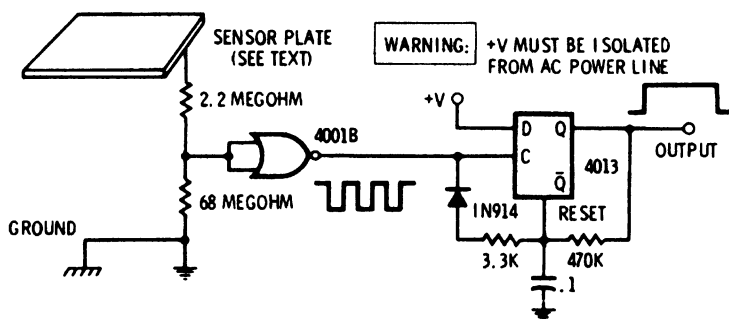 SENSOR PLATE
(SEE TEXT)
WARNING:
+V MUST BE ISOLATED
FROM AC POWER LINE
2.2 MEGOHM
+V
4001B
D
Q
C
4013
Q̅
OUTPUT
68 MEGOHM
IN914
RESET
GROUND
3.3K
470K
.1